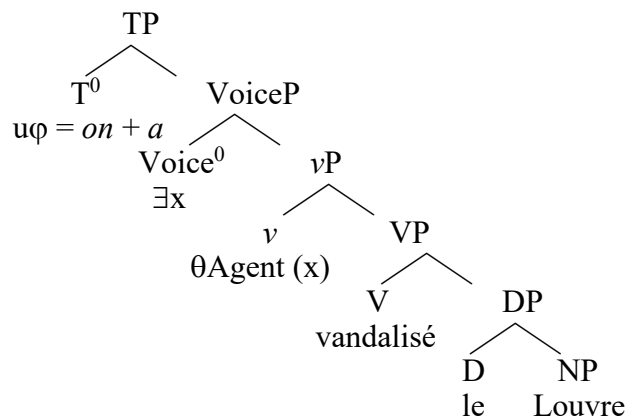 TP
T⁰ VoiceP
uφ = on + a
Voice⁰ vP
∃x
v VP
θAgent (x)
V DP
vandalisé
D NP
le Louvre